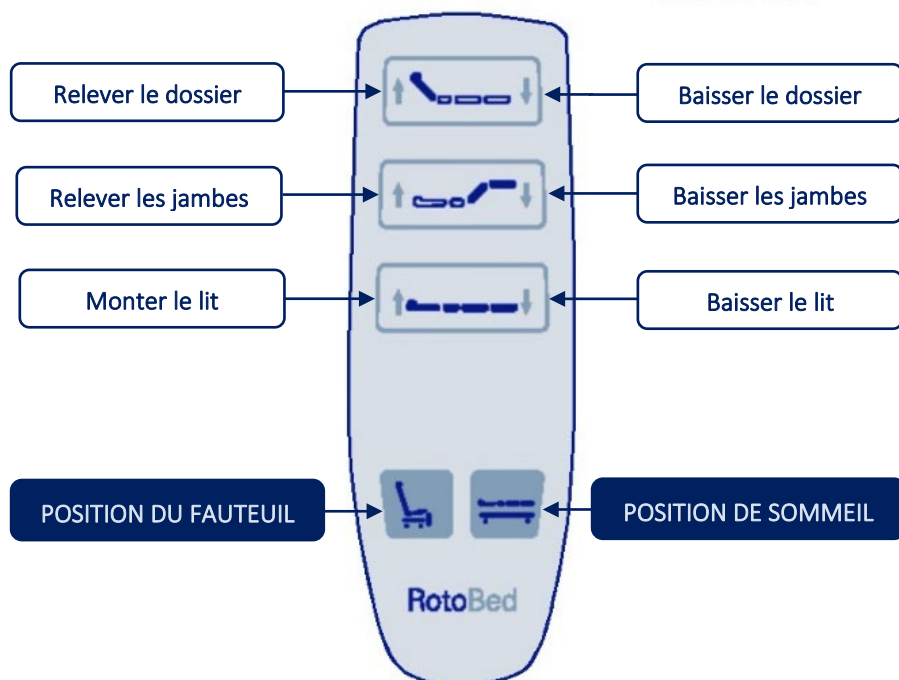 Relever le dossier
Baisser le dossier
Relever les jambes
Baisser les jambes
Monter le lit
Baisser le lit
POSITION DU FAUTEUIL
POSITION DE SOMMEIL
RotoBed